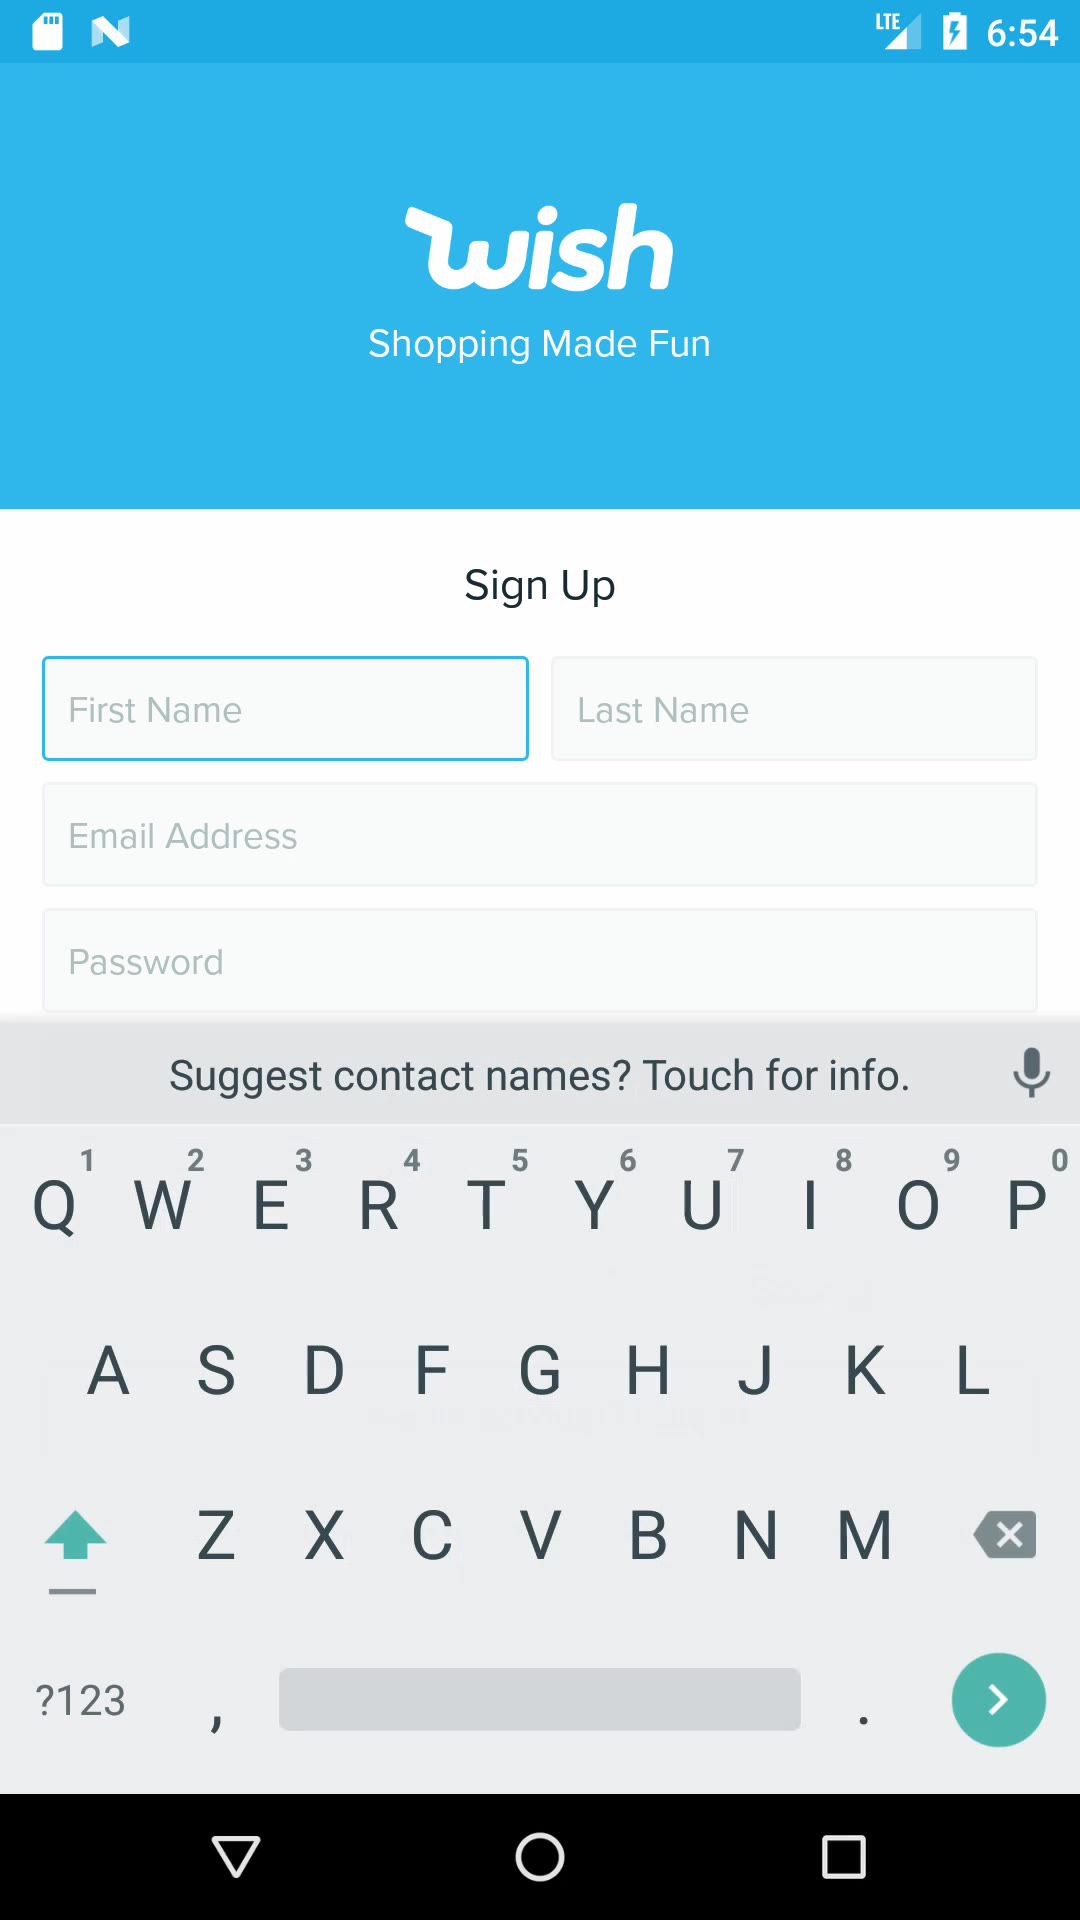 LTE 6:54
wish
Shopping Made Fun
Sign Up
First Name Last Name
Email Address
Password
Suggest contact names? Touch for info.
1 2 3 4 5 6 7 8 9 0
Q W E R T Y U I O P
A S D F G H J K L
Z X C V B N M
?123 , .